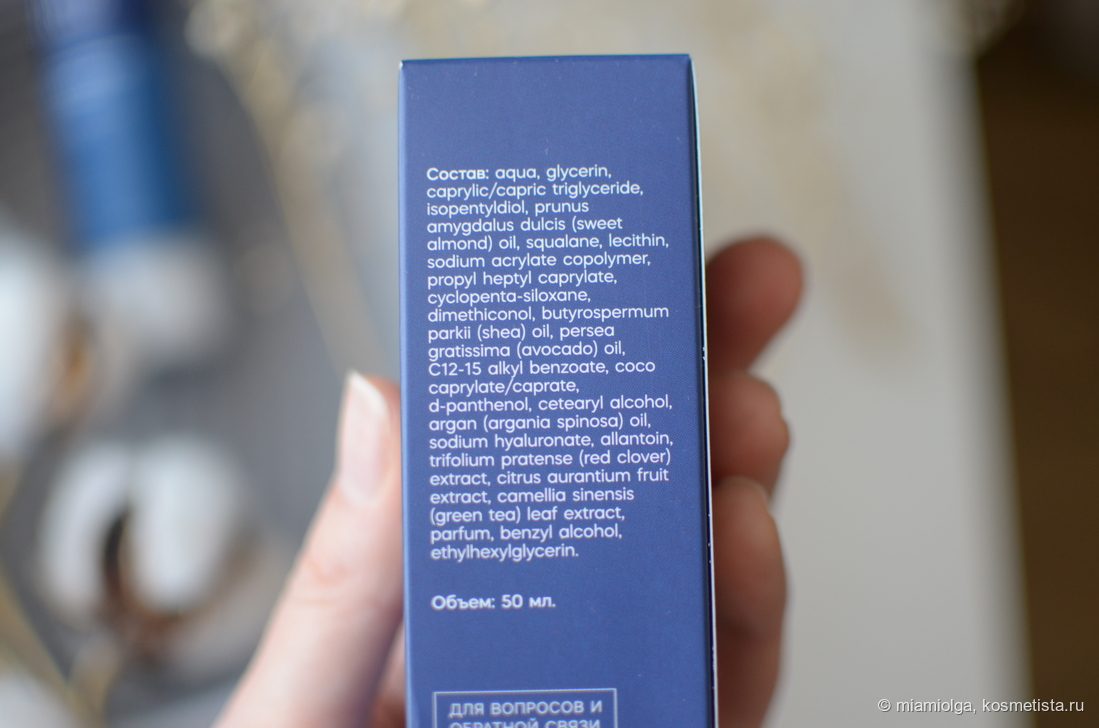 Состав: aqua, glycerin,
caprylic/capric triglyceride,
isopentyldiol, prunus
amygdalus dulcis (sweet
almond) oil, squalane, lecithin,
sodium acrylate copolymer,
propyl heptyl caprylate,
cyclopenta-siloxane,
dimethiconol, butyrospermum
parkii (shea) oil, persea
gratissima (avocado) oil,
C12-15 alkyl benzoate, coco
caprylate/caprate,
d-panthenol, cetearyl alcohol,
argan (argania spinosa) oil,
sodium hyaluronate, allantoin,
trifolium pratense (red clover)
extract, citrus aurantium fruit
extract, camellia sinensis
(green tea) leaf extract,
parfum, benzyl alcohol,
ethylhexylglycerin.
Объем: 50 мл.
ДЛЯ ВОПРОСОВ И
ОБРАТНОЙ СВЯЗИ
© miamiolga, kosmetista.ru